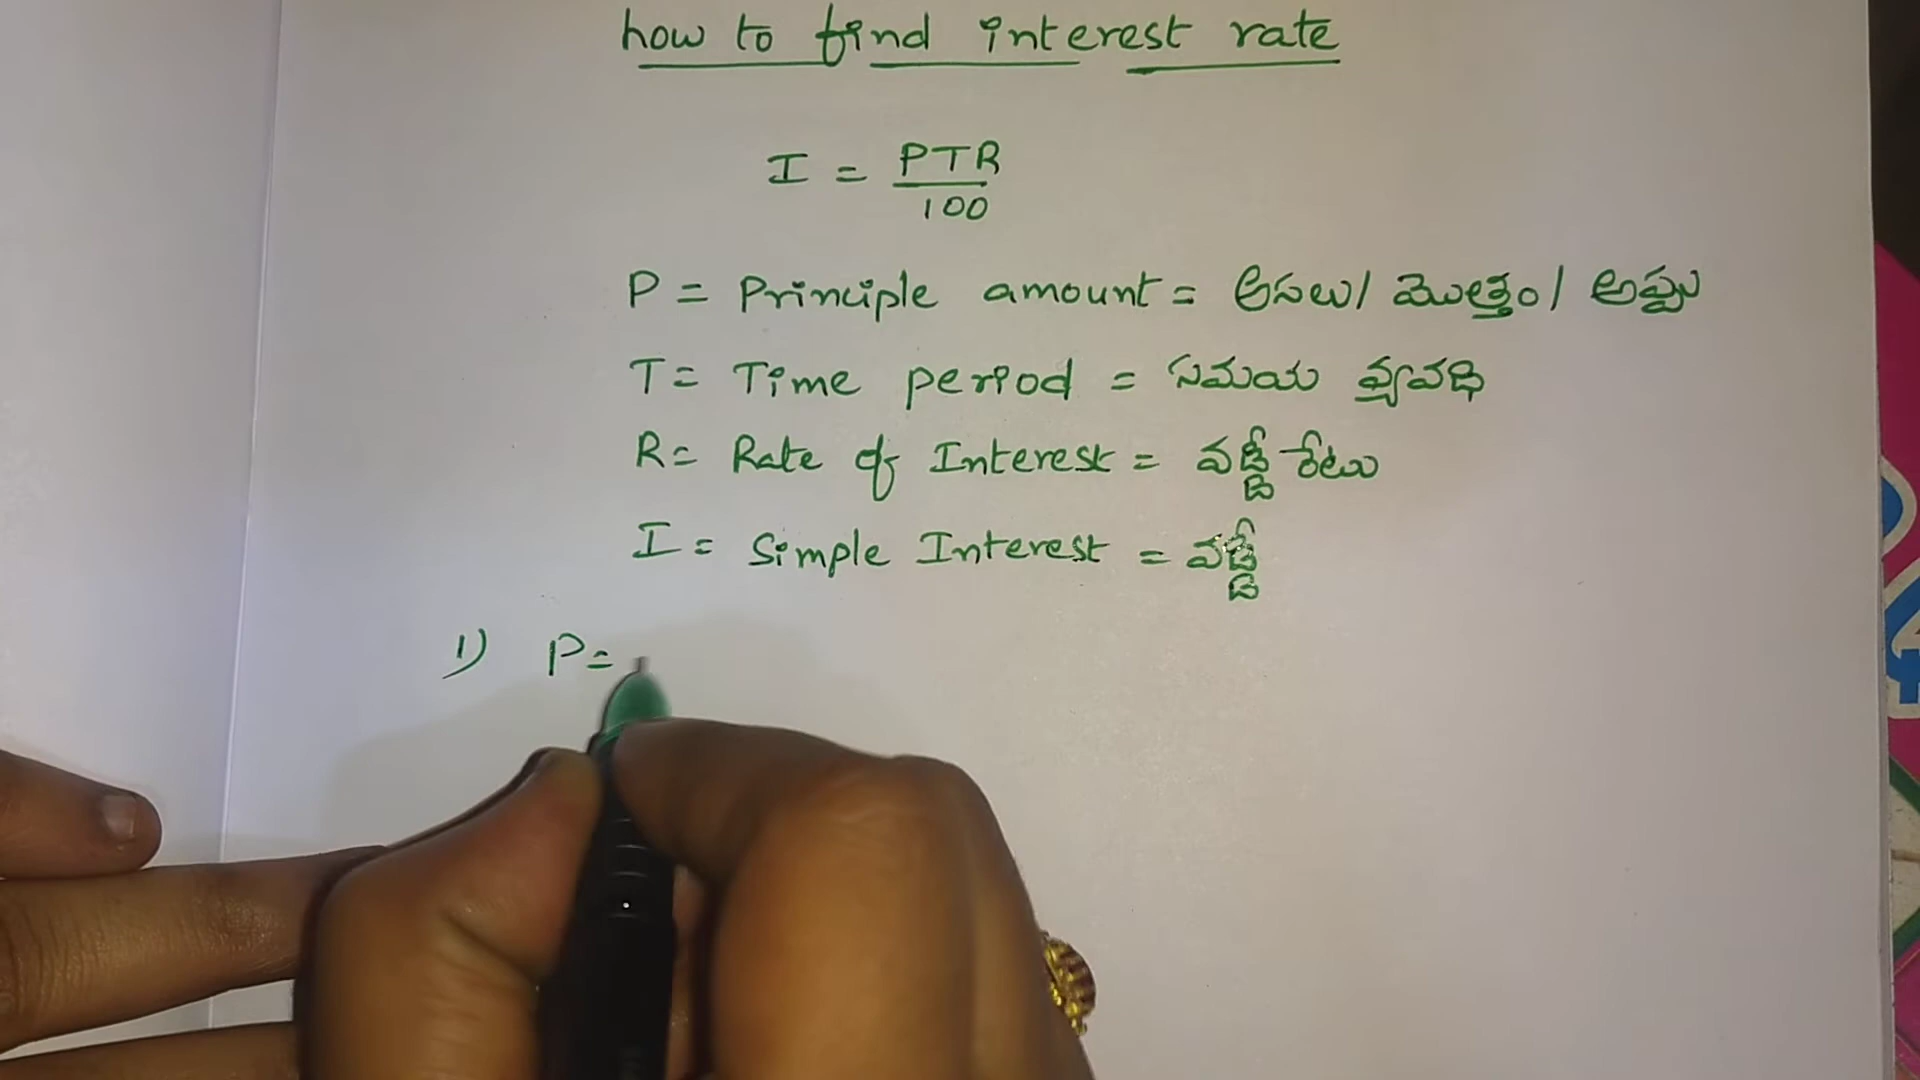 how to find interest rate
I = PTR
100
P = Principle amount = అసలు/ మొత్తం/ అప్పు
T = Time period = సమయ వ్యవధి
R = Rate of Interest = వడ్డీ రేటు
I = Simple Interest = వడ్డీ
1) P=